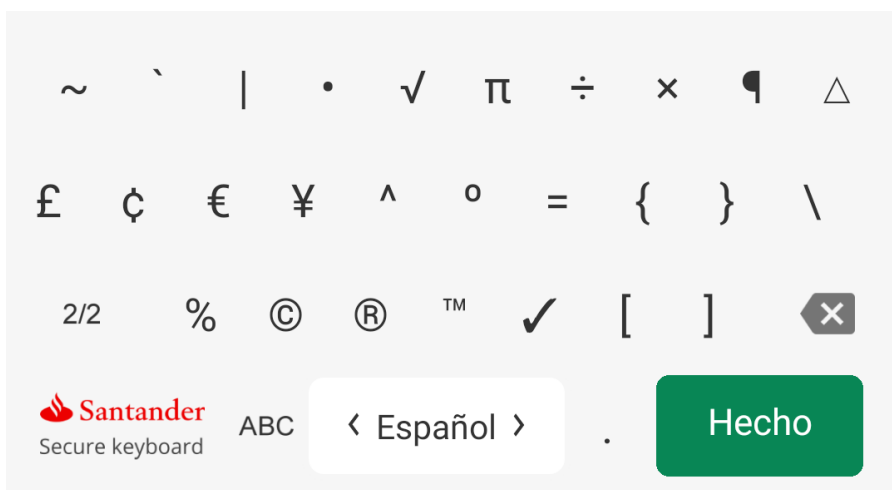 ~ ` | • √ π ÷ × ¶ △
£ ¢ € ¥ ^ º = { } \
2/2 % © ® ™ ✓ [ ]
Santander
Secure keyboard
ABC ‹ Español › . Hecho